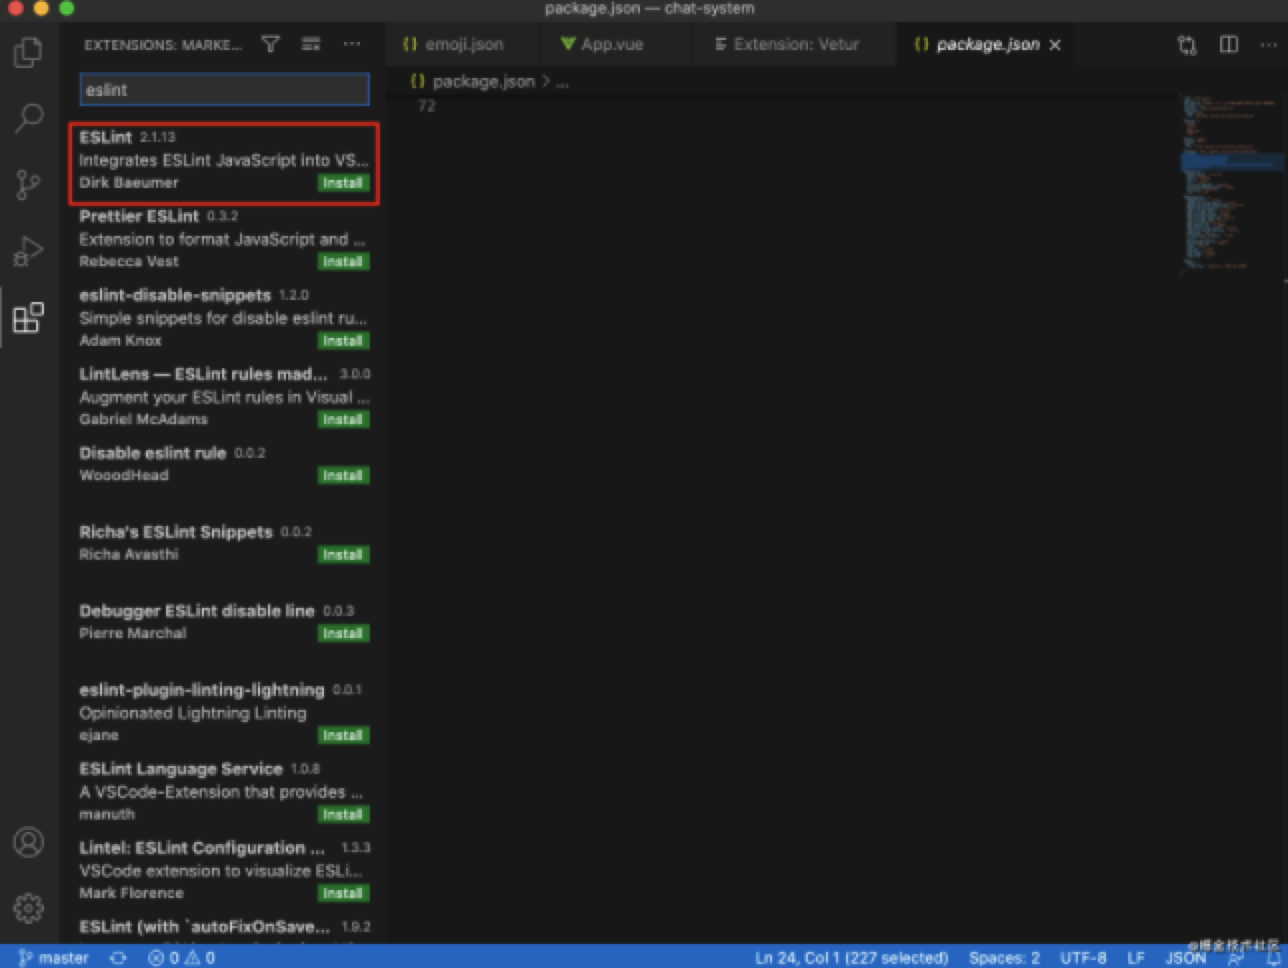 package.json — chat-system
EXTENSIONS: MARKE...
emoji.json
App.vue
Extension: Vetur
package.json
package.json > ...
eslint
72
ESLint 2.1.13
Integrates ESLint JavaScript into VS...
Dirk Baeumer
Install
Prettier ESLint 0.3.2
Extension to format JavaScript and ...
Rebecca Vest
Install
eslint-disable-snippets 1.2.0
Simple snippets for disable eslint ru...
Adam Knox
Install
LintLens — ESLint rules mad... 3.0.0
Augment your ESLint rules in Visual ...
Gabriel McAdams
Install
Disable eslint rule 0.0.2
WooodHead
Install
Richa's ESLint Snippets 0.0.2
Richa Avasthi
Install
Debugger ESLint disable line 0.0.3
Pierre Marchal
Install
eslint-plugin-linting-lightning 0.0.1
Opinionated Lightning Linting
ejane
Install
ESLint Language Service 1.0.8
A VSCode-Extension that provides ...
manuth
Install
Lintel: ESLint Configuration ... 1.3.3
VSCode extension to visualize ESLi...
Mark Florence
Install
ESLint (with `autoFixOnSave... 1.9.2
@掘金技术社区
master
0
0
Ln 24, Col 1 (227 selected)
Spaces: 2
UTF-8
LF
JSON